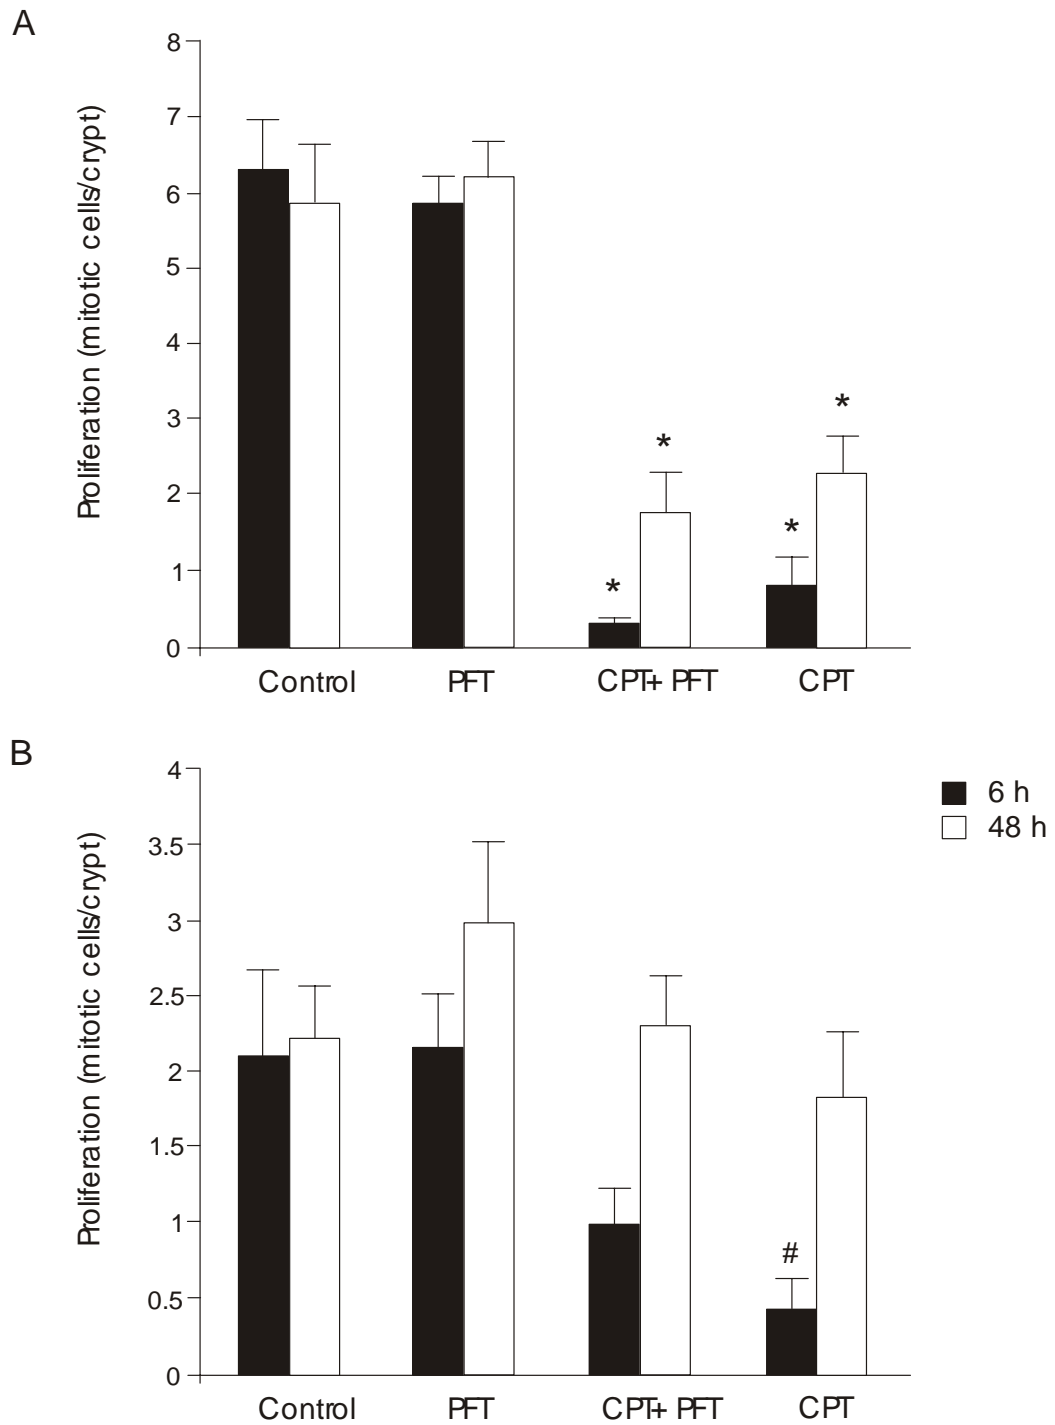 A
8
7
6
5
4
3
2
1
0
Proliferation (mitotic cells/crypt)
*
*
*
*
Control PFT CPT+ PFT CPT
B
4
3.5
3
2.5
2
1.5
1
0.5
0
Proliferation (mitotic cells/crypt)
#
6 h
48 h
Control PFT CPT+ PFT CPT